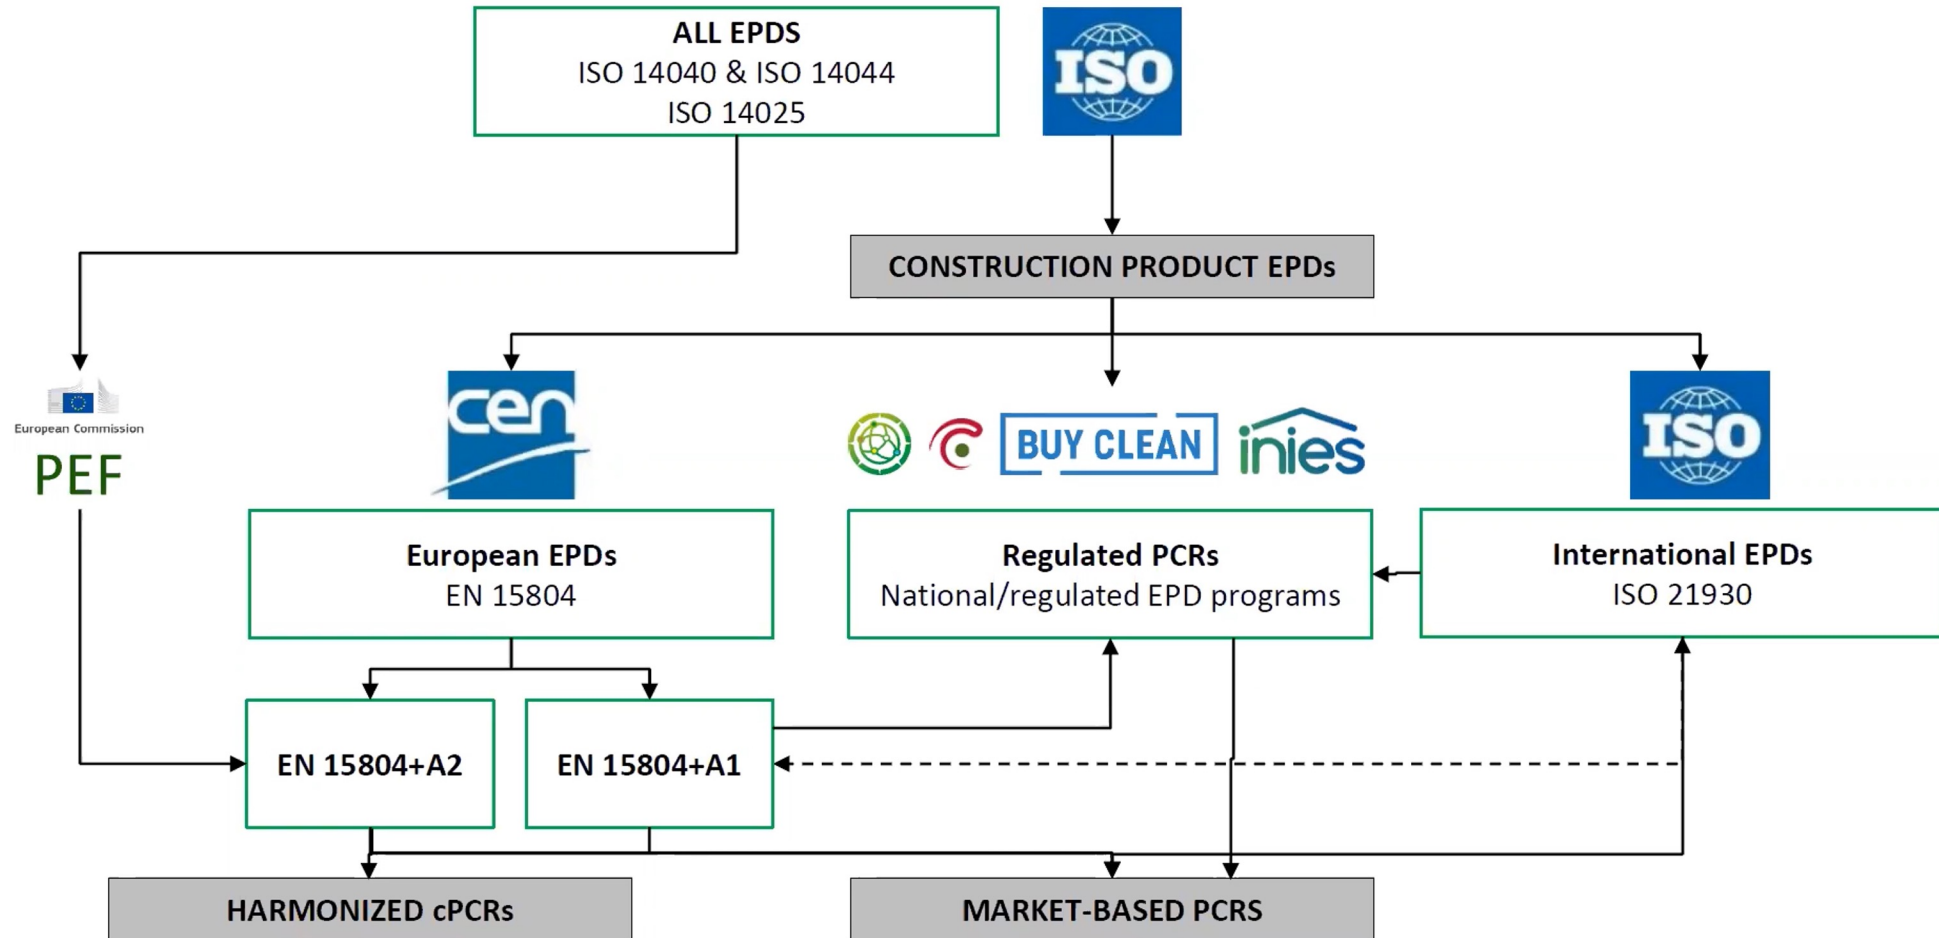 ALL EPDS
ISO 14040 & ISO 14044
ISO 14025
ISO
CONSTRUCTION PRODUCT EPDs
European Commission
PEF
cen
BUY CLEAN
inies
ISO
European EPDs
EN 15804
Regulated PCRs
National/regulated EPD programs
International EPDs
ISO 21930
EN 15804+A2
EN 15804+A1
HARMONIZED cPCRs
MARKET-BASED PCRS